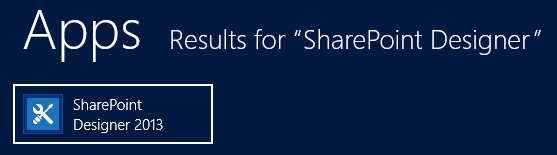 Apps Results for “SharePoint Designer”
SharePoint
Designer 2013